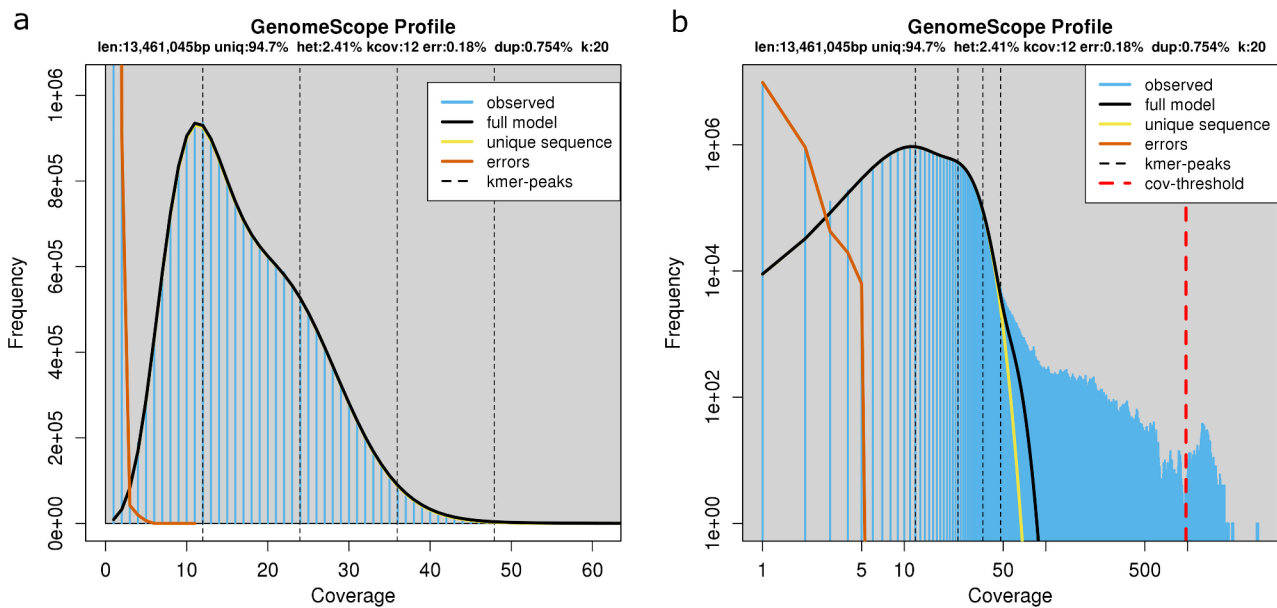 a
GenomeScope Profile
len:13,461,045bp uniq:94.7% het:2.41% kcov:12 err:0.18% dup:0.754% k:20
Frequency
0e+00 2e+05 4e+05 6e+05 8e+05 1e+06
observed
full model
unique sequence
errors
kmer-peaks
0 10 20 30 40 50 60
Coverage
b
GenomeScope Profile
len:13,461,045bp uniq:94.7% het:2.41% kcov:12 err:0.18% dup:0.754% k:20
Frequency
1e+00 1e+02 1e+04 1e+06
observed
full model
unique sequence
errors
kmer-peaks
cov-threshold
1 5 10 50 500
Coverage